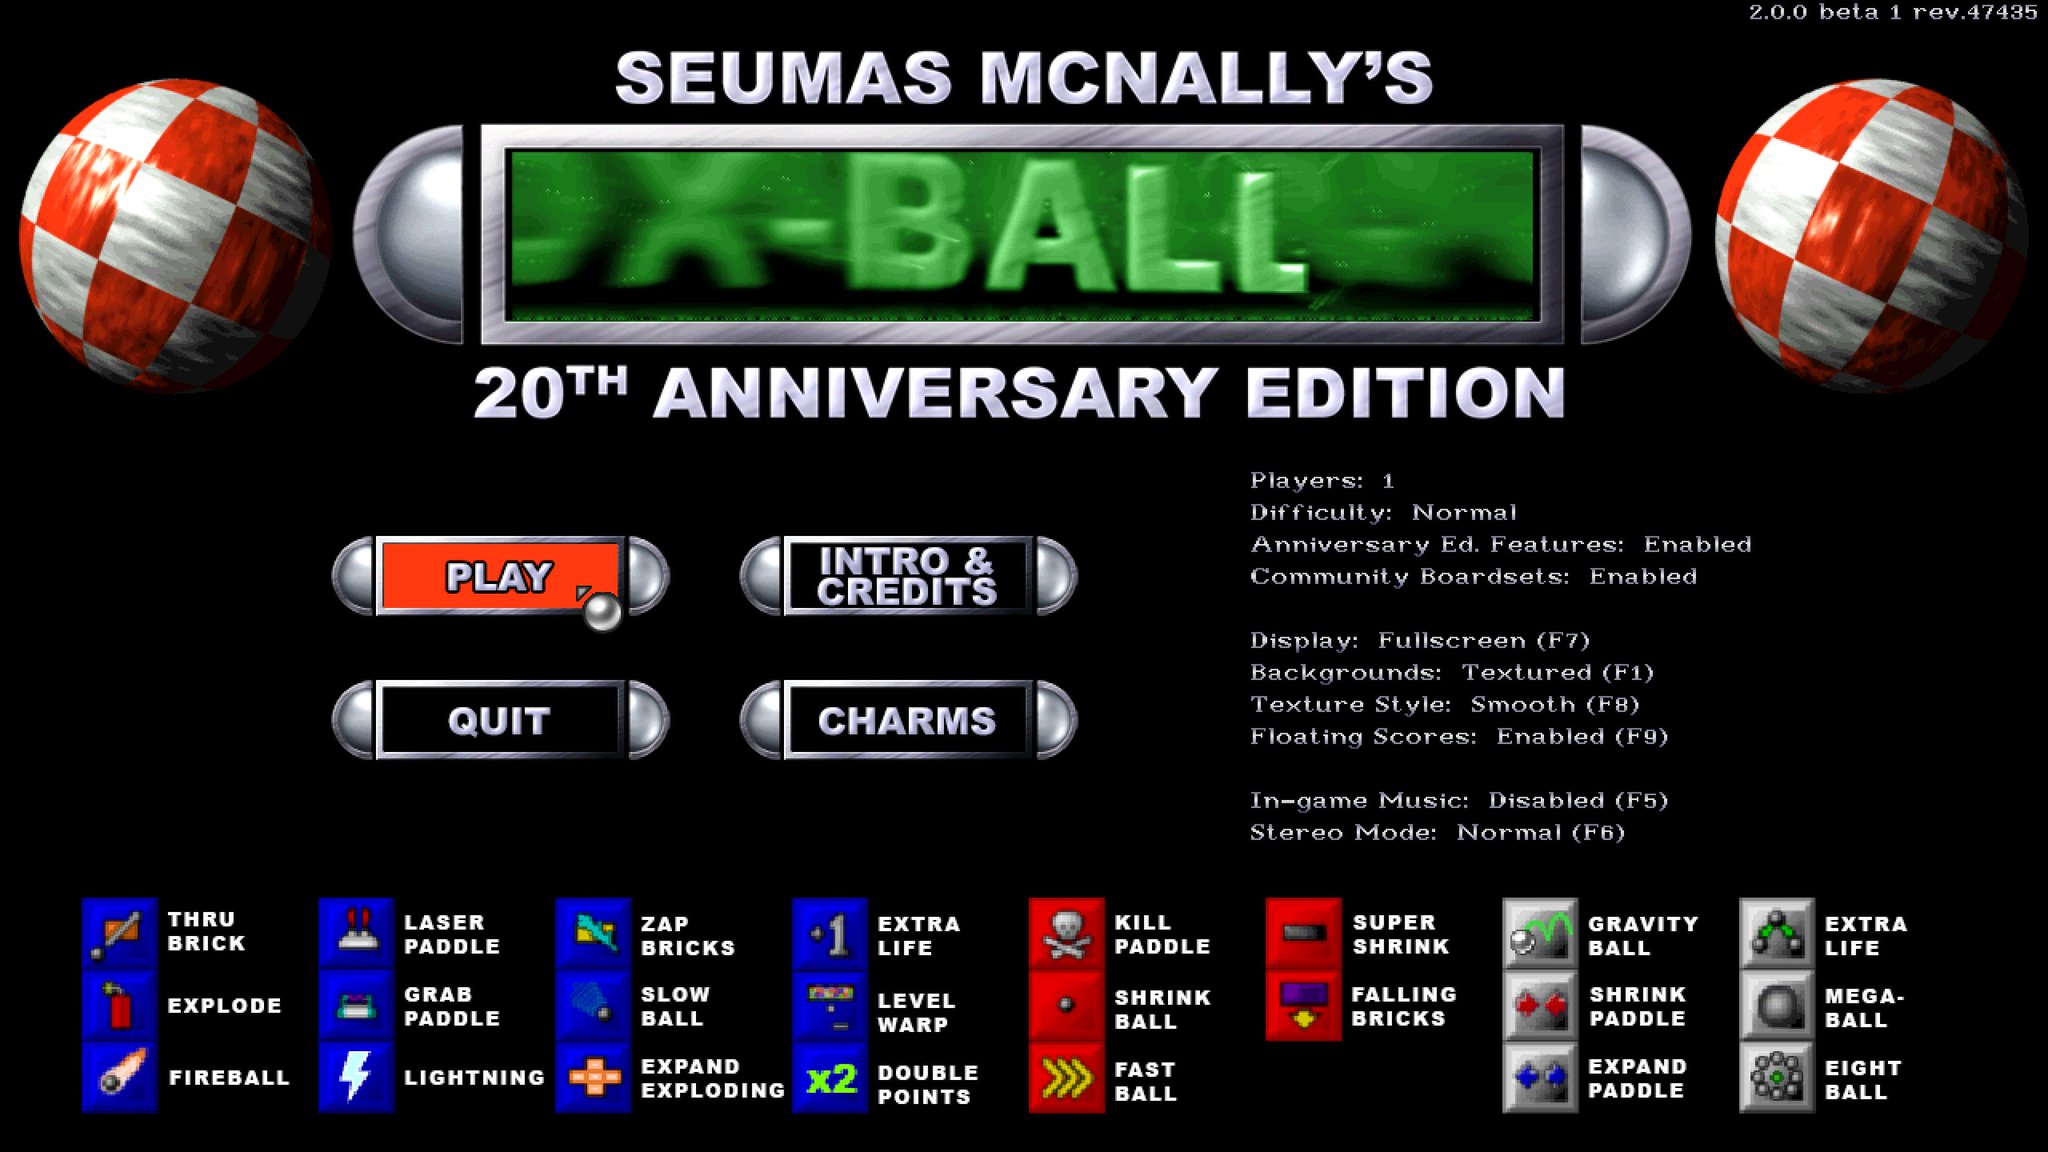 2.0.0 beta 1 rev.47435
SEUMAS MCNALLY’S
X-BALL
20TH ANNIVERSARY EDITION
PLAY
INTRO &
CREDITS
QUIT
CHARMS
Players: 1
Difficulty: Normal
Anniversary Ed. Features: Enabled
Community Boardsets: Enabled
Display: Fullscreen (F7)
Backgrounds: Textured (F1)
Texture Style: Smooth (F8)
Floating Scores: Enabled (F9)
In-game Music: Disabled (F5)
Stereo Mode: Normal (F6)
THRU
BRICK
EXPLODE
FIREBALL
LASER
PADDLE
GRAB
PADDLE
LIGHTNING
ZAP
BRICKS
SLOW
BALL
EXPAND
EXPLODING
+1
EXTRA
LIFE
LEVEL
WARP
x2
DOUBLE
POINTS
KILL
PADDLE
SHRINK
BALL
FAST
BALL
SUPER
SHRINK
FALLING
BRICKS
GRAVITY
BALL
SHRINK
PADDLE
EXPAND
PADDLE
EXTRA
LIFE
MEGA-
BALL
EIGHT
BALL